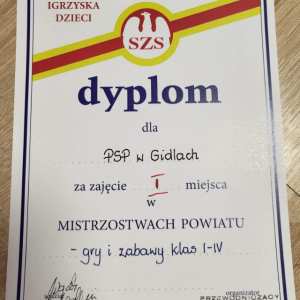 IGRZYSKA
DZIECI
SZS
dyplom
dla
PSP w Gidlach
za zajęcie I miejsca
w
MISTRZOSTWACH POWIATU
- gry i zabawy klas I-IV
organizator
PRZEWODNICZĄCY